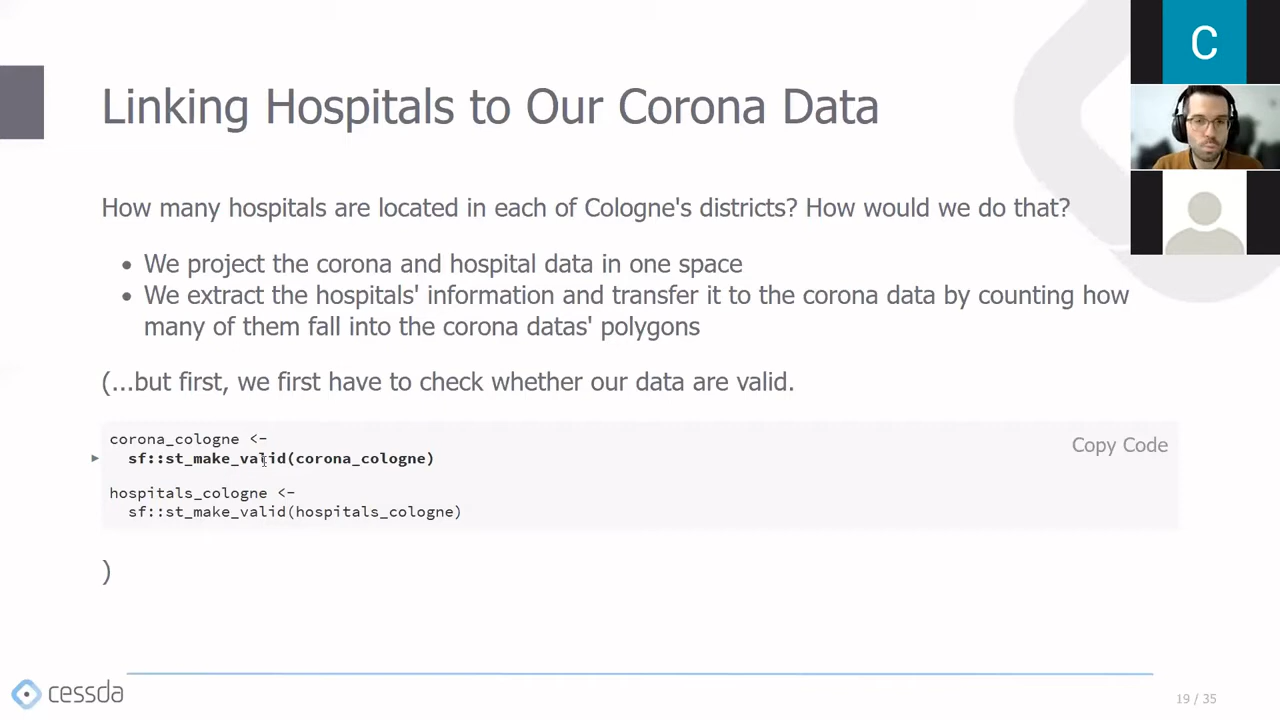 Linking Hospitals to Our Corona Data
How many hospitals are located in each of Cologne's districts? How would we do that?
• We project the corona and hospital data in one space
• We extract the hospitals' information and transfer it to the corona data by counting how
many of them fall into the corona datas' polygons
(...but first, we first have to check whether our data are valid.
corona_cologne <-
sf::st_make_valid(corona_cologne)
hospitals_cologne <-
sf::st_make_valid(hospitals_cologne)
Copy Code
)
cessda
19 / 35
C